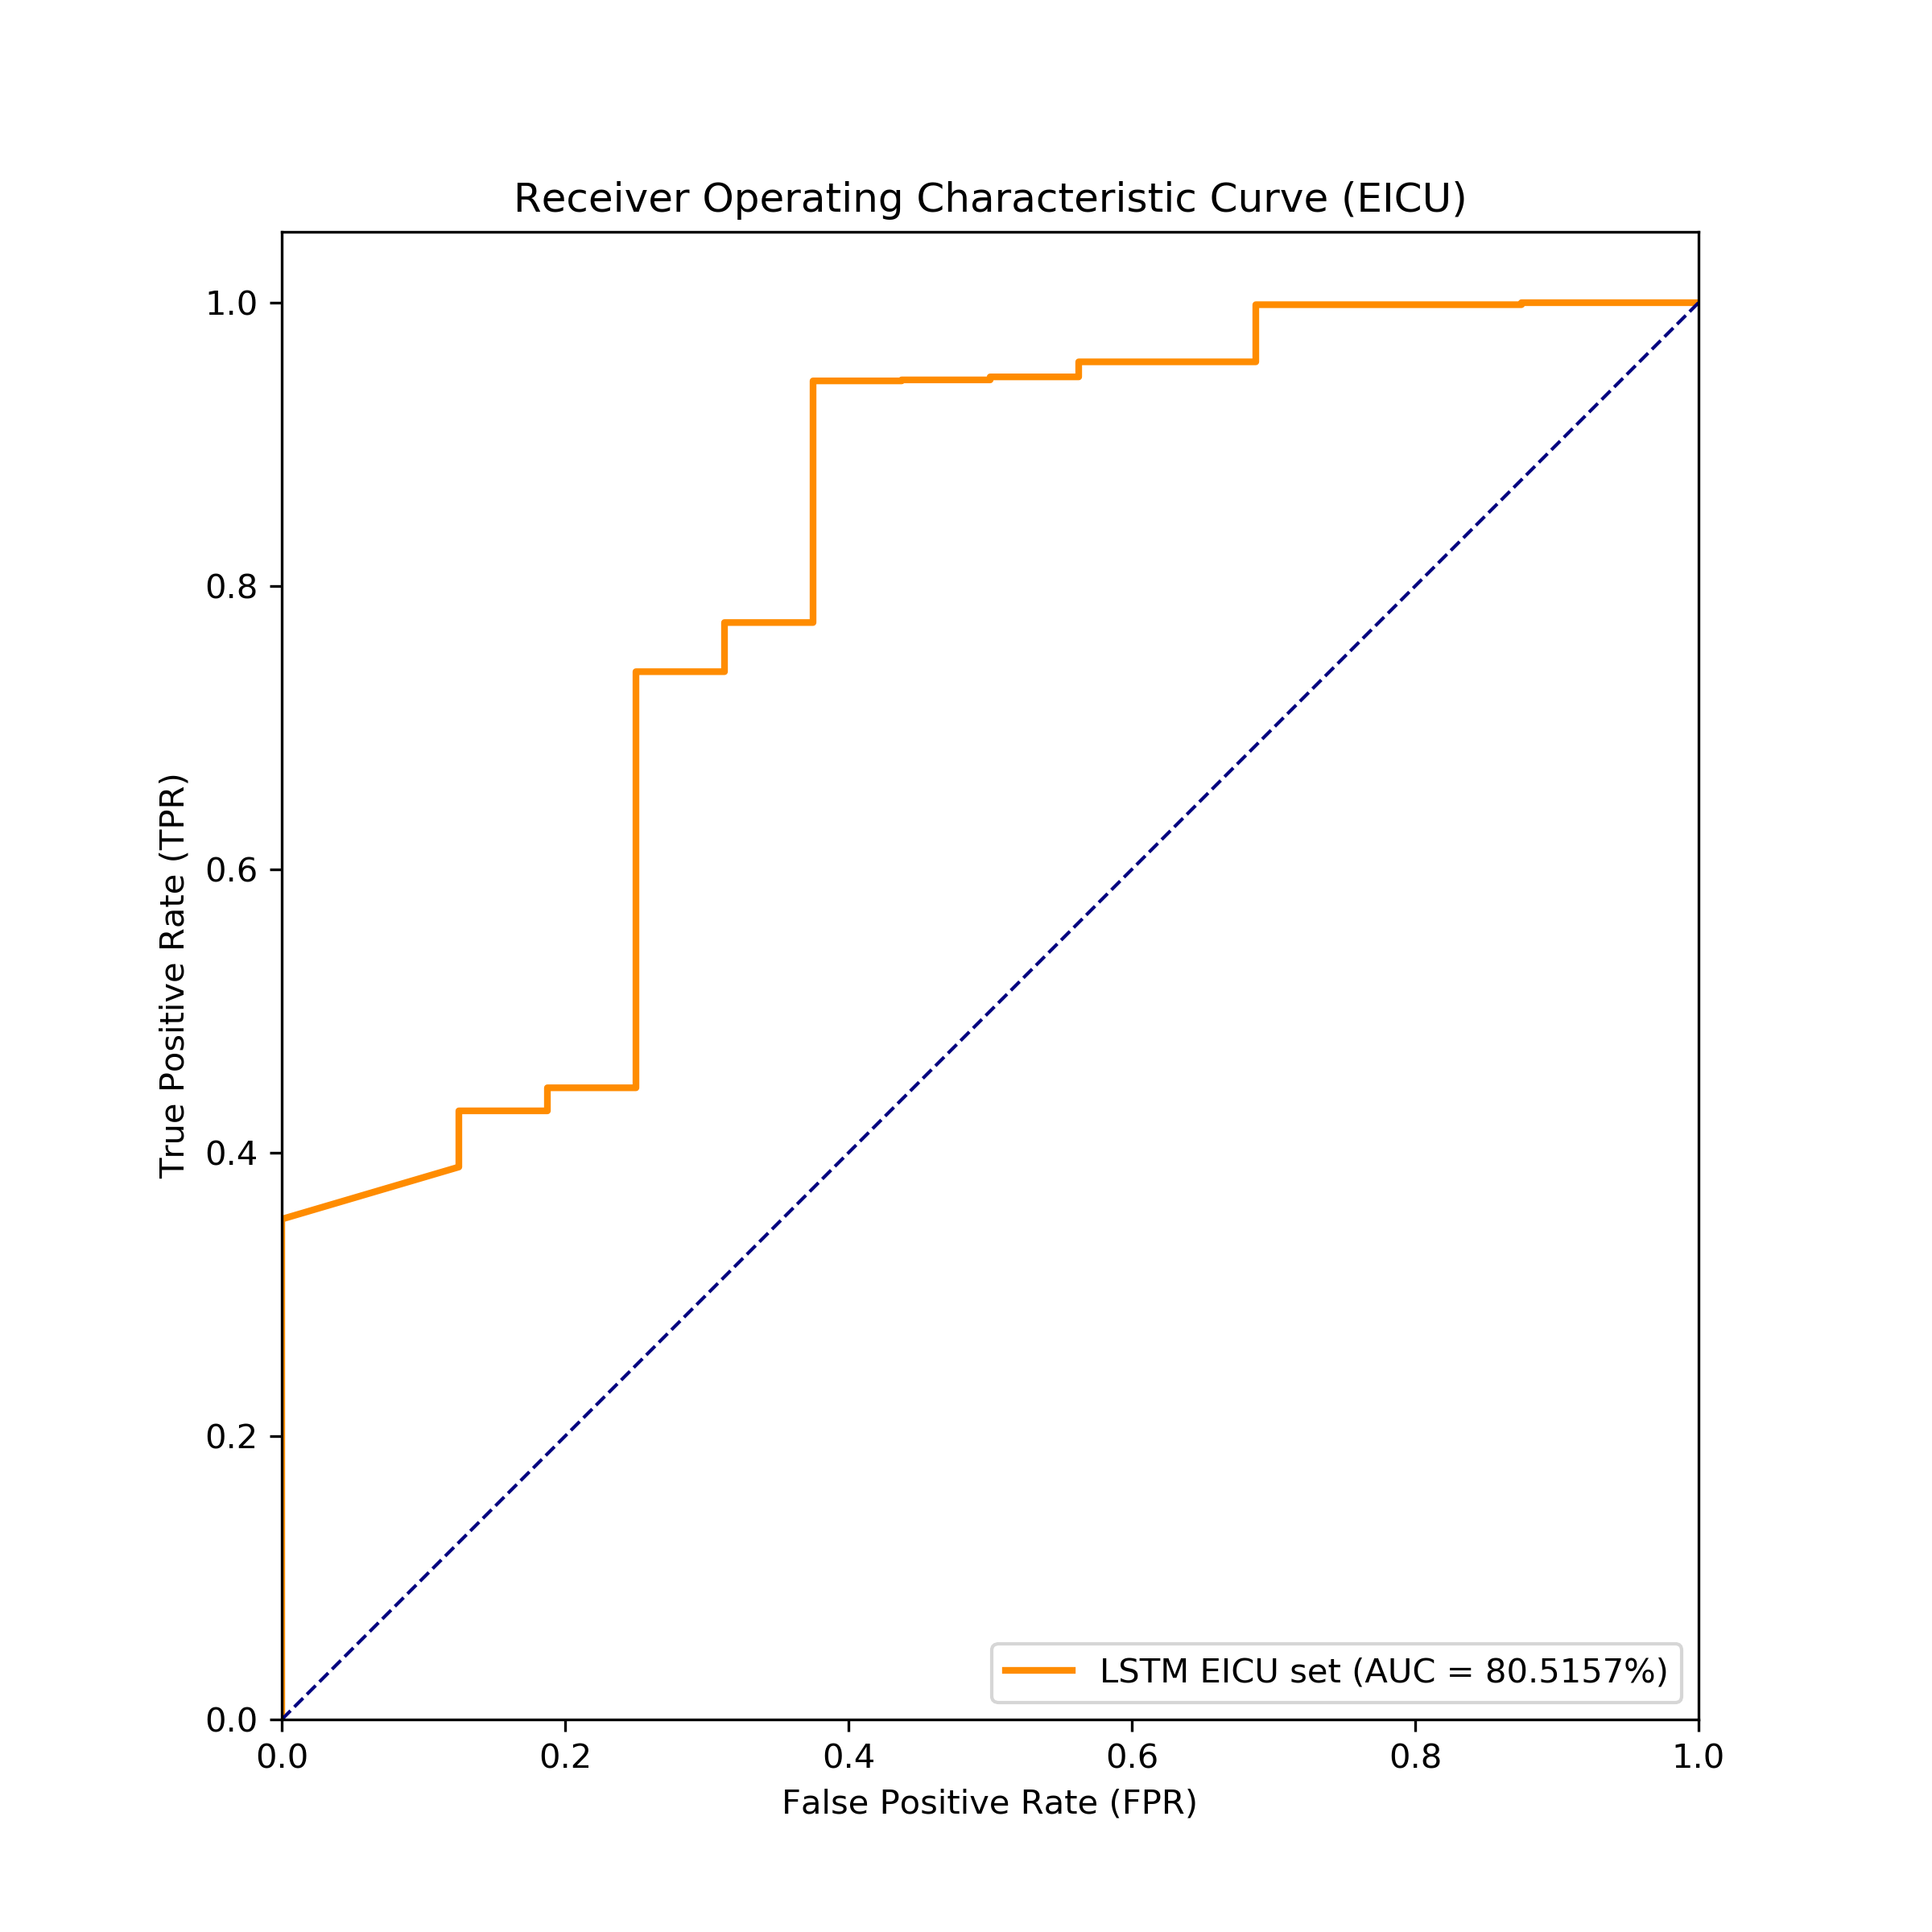 Receiver Operating Characteristic Curve (EICU)
1.0
0.8
0.6
0.4
0.2
0.0
True Positive Rate (TPR)
LSTM EICU set (AUC = 80.5157%)
0.0 0.2 0.4 0.6 0.8 1.0
False Positive Rate (FPR)